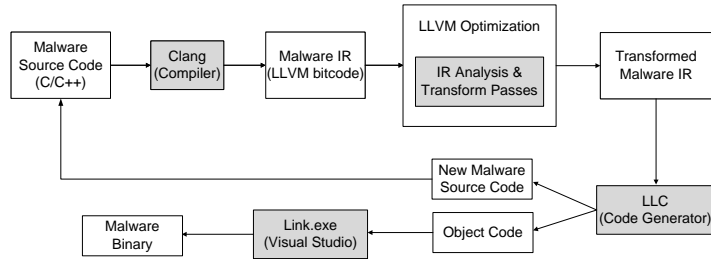 Malware
Source Code
(C/C++)
Clang
(Compiler)
Malware IR
(LLVM bitcode)
LLVM Optimization
IR Analysis &
Transform Passes
Transformed
Malware IR
New Malware
Source Code
LLC
(Code Generator)
Object Code
Link.exe
(Visual Studio)
Malware
Binary